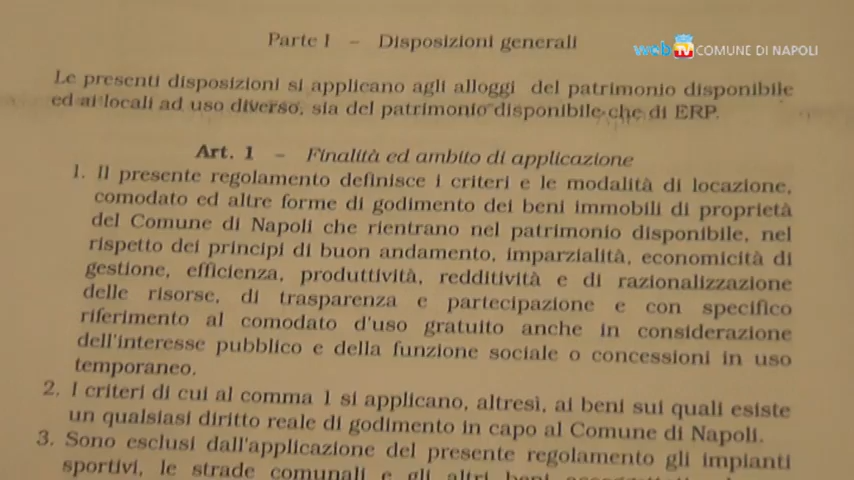 Parte I – Disposizioni generali
web TV COMUNE DI NAPOLI
Le presenti disposizioni si applicano agli alloggi del patrimonio disponibile
ed ai locali ad uso diverso, sia del patrimonio disponibile che di ERP.
Art. 1 – Finalità ed ambito di applicazione
1. Il presente regolamento definisce i criteri e le modalità di locazione,
comodato ed altre forme di godimento dei beni immobili di proprietà
del Comune di Napoli che rientrano nel patrimonio disponibile, nel
rispetto dei principi di buon andamento, imparzialità, economicità di
gestione, efficienza, produttività, redditività e di razionalizzazione
delle risorse, di trasparenza e partecipazione e con specifico
riferimento al comodato d'uso gratuito anche in considerazione
dell'interesse pubblico e della funzione sociale o concessioni in uso
temporaneo.
2. I criteri di cui al comma 1 si applicano, altresì, ai beni sui quali esiste
un qualsiasi diritto reale di godimento in capo al Comune di Napoli.
3. Sono esclusi dall'applicazione del presente regolamento gli impianti
sportivi, le strade comunali e gli altri beni